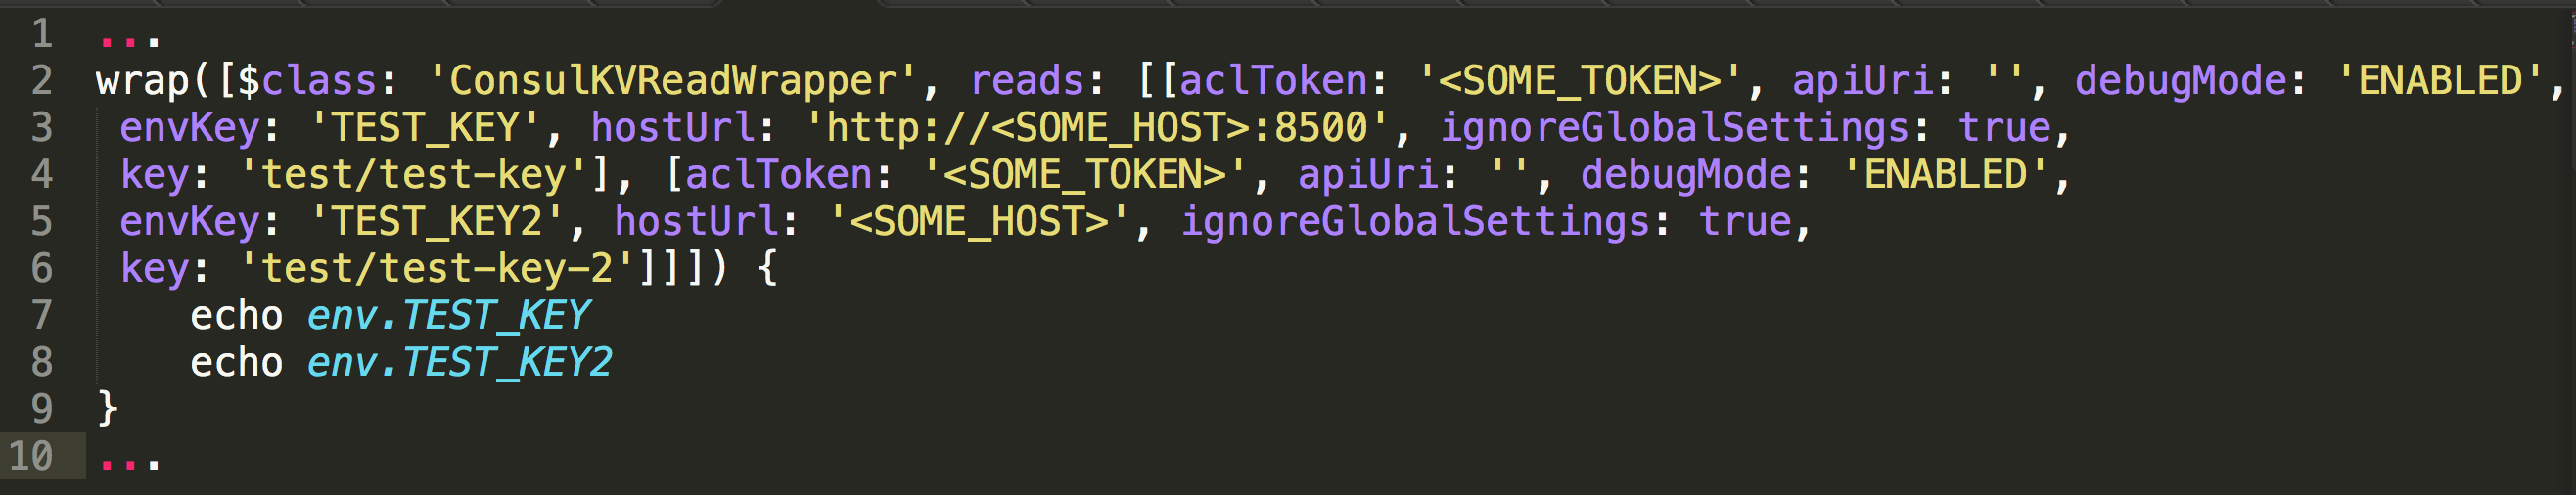 1 ...
2 wrap([$class: 'ConsulKVReadWrapper', reads: [[aclToken: '<SOME_TOKEN>', apiUri: '', debugMode: 'ENABLED',
3 envKey: 'TEST_KEY', hostUrl: 'http://<SOME_HOST>:8500', ignoreGlobalSettings: true,
4 key: 'test/test-key'], [aclToken: '<SOME_TOKEN>', apiUri: '', debugMode: 'ENABLED',
5 envKey: 'TEST_KEY2', hostUrl: '<SOME_HOST>', ignoreGlobalSettings: true,
6 key: 'test/test-key-2']]]) {
7 echo env.TEST_KEY
8 echo env.TEST_KEY2
9 }
10 ...